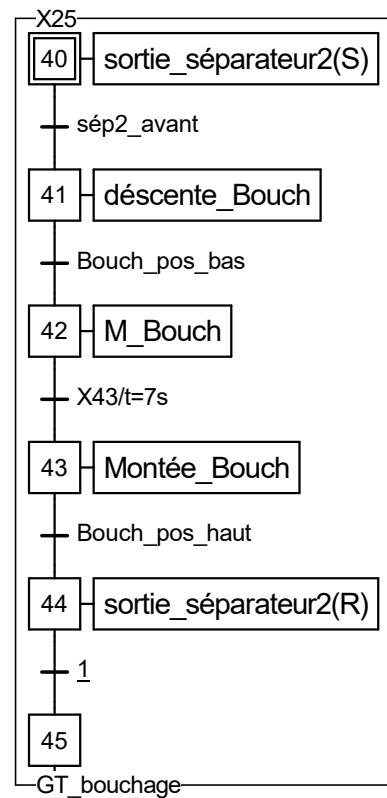 X25
40 sortie_séparateur2(S)
sép2_avant
41 déscente_Bouch
Bouch_pos_bas
42 M_Bouch
X43/t=7s
43 Montée_Bouch
Bouch_pos_haut
44 sortie_séparateur2(R)
1
45
GT_bouchage